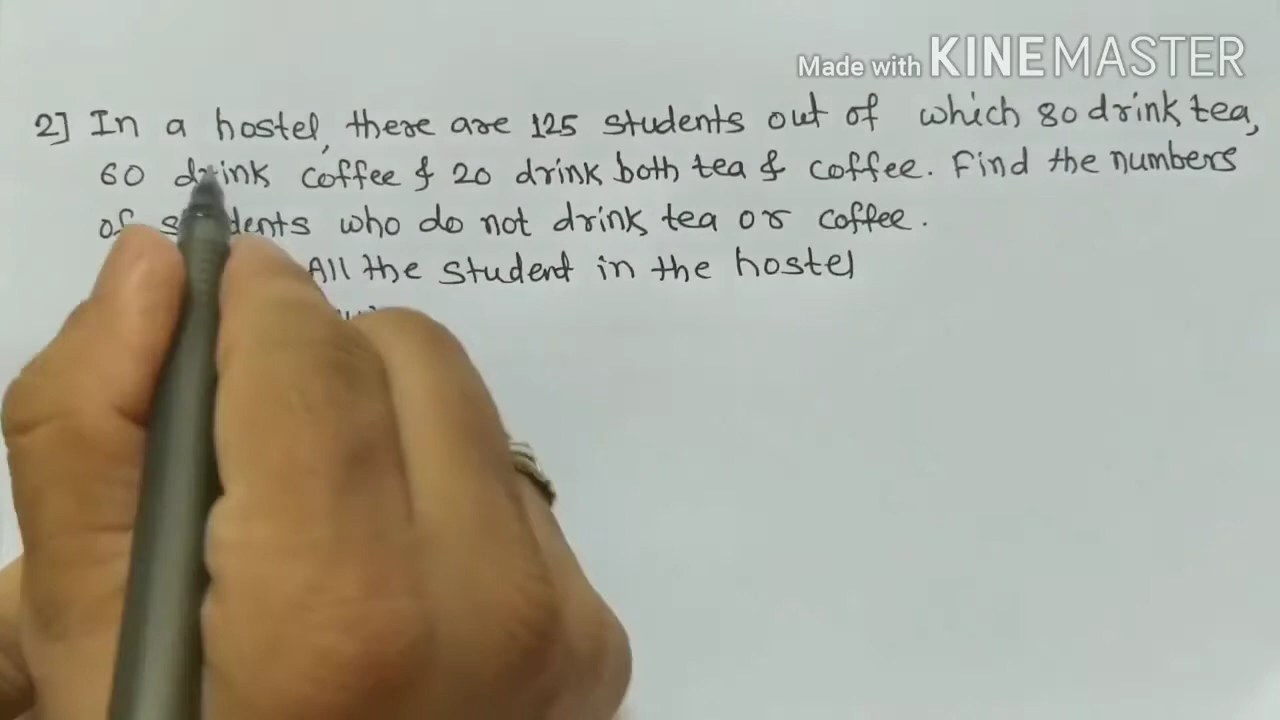 Made with KINEMASTER
2] In a hostel, there are 125 students out of which 80 drink tea,
60 drink coffee & 20 drink both tea & coffee. Find the numbers
of students who do not drink tea or coffee.
All the student in the hostel